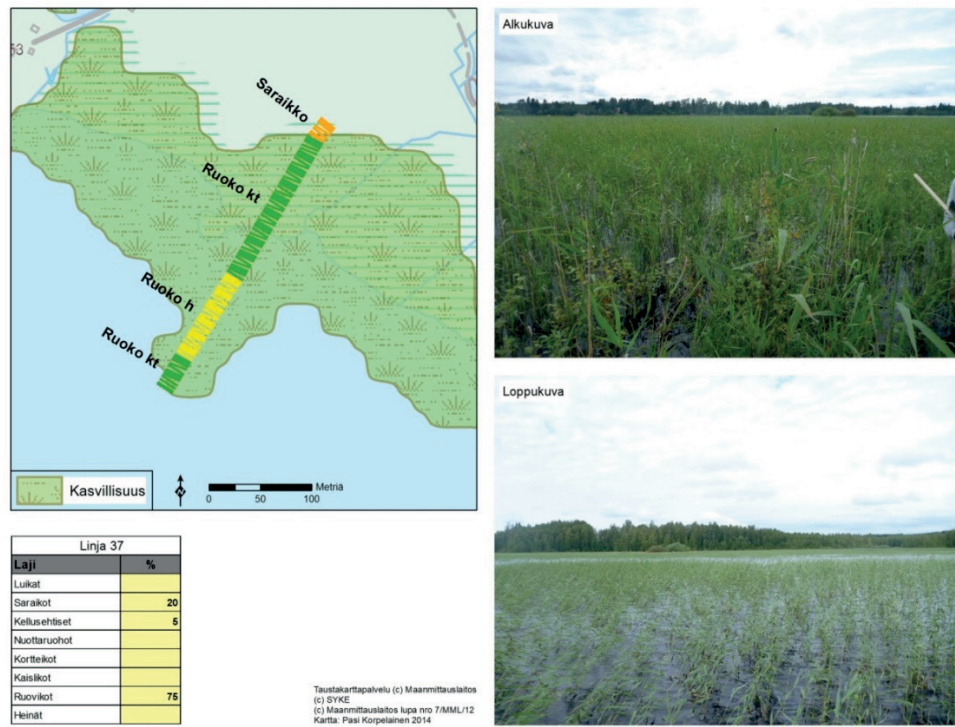 53
Saraikko
Ruoko kt
Ruoko h
Ruoko kt
Kasvillisuus
N
Metriä
0 50 100
Alkukuva
Loppukuva
Linja 37
Laji %
Luikat
Saraikot 20
Kellusehtiset 5
Nuottaruohot
Kortteikot
Kaislikot
Ruovikot 75
Heinät
Taustakarttapalvelu (c) Maanmittauslaitos
(c) SYKE
(c) Maanmittauslaitos lupa nro 7/MML/12
Kartta: Pasi Korpelainen 2014